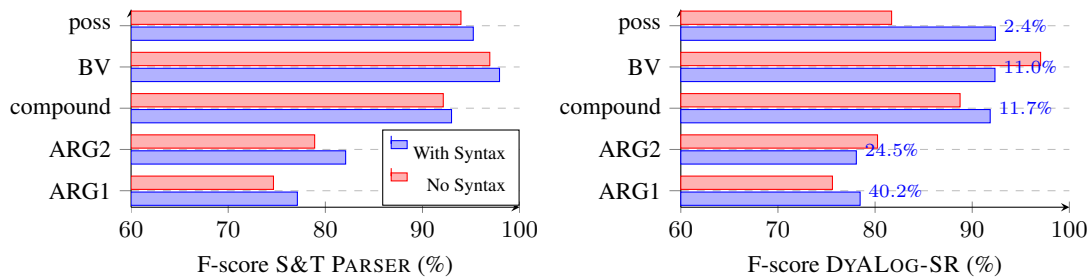 poss
BV
compound
ARG2
ARG1
With Syntax
No Syntax
60 70 80 90 100
F-score S&T PARSER (%)
poss
BV
compound
ARG2
ARG1
2.4%
11.0%
11.7%
24.5%
40.2%
60 70 80 90 100
F-score DYALOG-SR (%)